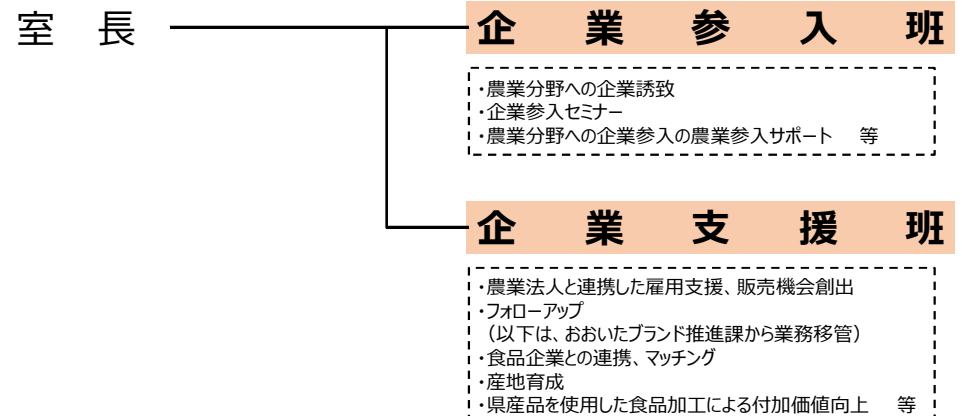 室　長
企　業　参　入　班
・農業分野への企業誘致
・企業参入セミナー
・農業分野への企業参入の農業参入サポート　等
企　業　支　援　班
・農業法人と連携した雇用支援、販売機会創出
・フォローアップ
（以下は、おおいたブランド推進課から業務移管）
・食品企業との連携、マッチング
・産地育成
・県産品を使用した食品加工による付加価値向上　等